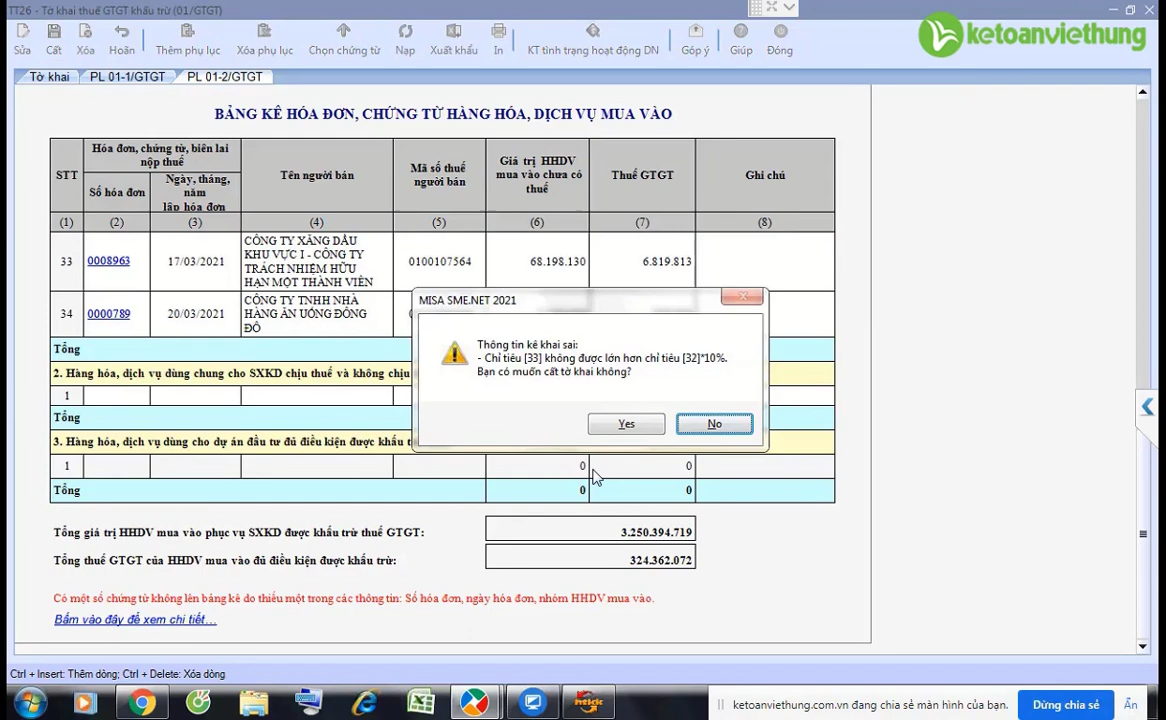 TT26 - Tờ khai thuế GTGT khấu trừ (01/GTGT)
Sửa Cất Xóa Hoãn Thêm phụ lục Xóa phụ lục Chọn chứng từ Nạp Xuất khẩu In KT tình trạng hoạt động DN Góp ý Giúp Đóng
ketoanviethung
Tờ khai PL 01-1/GTGT PL 01-2/GTGT
BẢNG KÊ HÓA ĐƠN, CHỨNG TỪ HÀNG HÓA, DỊCH VỤ MUA VÀO
STT
Hóa đơn, chứng từ, biên lai
nộp thuế
Số hóa đơn
Ngày, tháng,
năm
lập hóa đơn
Tên người bán
Mã số thuế
người bán
Giá trị HHDV
mua vào chưa có
thuế
Thuế GTGT
Ghi chú
(1) (2) (3) (4) (5) (6) (7) (8)
33 0008963 17/03/2021
CÔNG TY XĂNG DẦU
KHU VỰC I - CÔNG TY
TRÁCH NHIỆM HỮU
HẠN MỘT THÀNH VIÊN
0100107564 68.198.130 6.819.813
34 0000789 20/03/2021
CÔNG TY TNHH NHÀ
HÀNG ĂN UỐNG ĐÔNG
ĐÔ
Tổng
2. Hàng hóa, dịch vụ dùng chung cho SXKD chịu thuế và không chịu
1
Tổng
3. Hàng hóa, dịch vụ dùng cho dự án đầu tư đủ điều kiện được khấu
1 0 0
Tổng 0 0
MISA SME.NET 2021
Thông tin kê khai sai:
- Chỉ tiêu [33] không được lớn hơn chỉ tiêu [32]*10%.
Bạn có muốn cất tờ khai không?
Yes No
Tổng giá trị HHDV mua vào phục vụ SXKD được khấu trừ thuế GTGT: 3.250.394.719
Tổng thuế GTGT của HHDV mua vào đủ điều kiện được khấu trừ: 324.362.072
Có một số chứng từ không lên bảng kê do thiếu một trong các thông tin: Số hóa đơn, ngày hóa đơn, nhóm HHDV mua vào.
Bấm vào đây để xem chi tiết...
Ctrl + Insert: Thêm dòng; Ctrl + Delete: Xóa dòng
ketoanviethung.com.vn đang chia sẻ màn hình của bạn. Dừng chia sẻ Ẩn